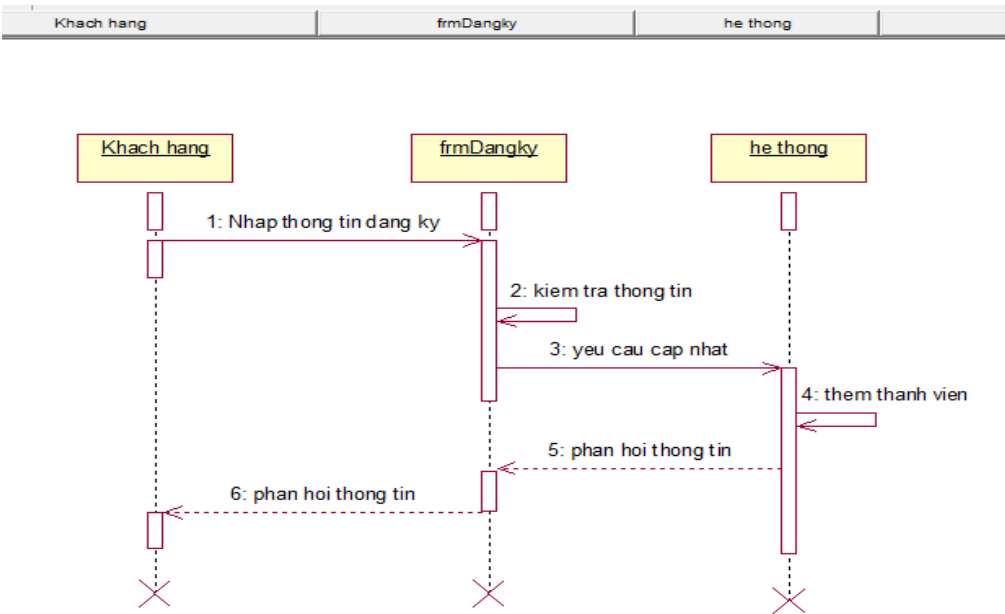 Khach hang
frmDangky
he thong
Khach hang
frmDangky
he thong
1: Nhap thong tin dang ky
2: kiem tra thong tin
3: yeu cau cap nhat
4: them thanh vien
5: phan hoi thong tin
6: phan hoi thong tin